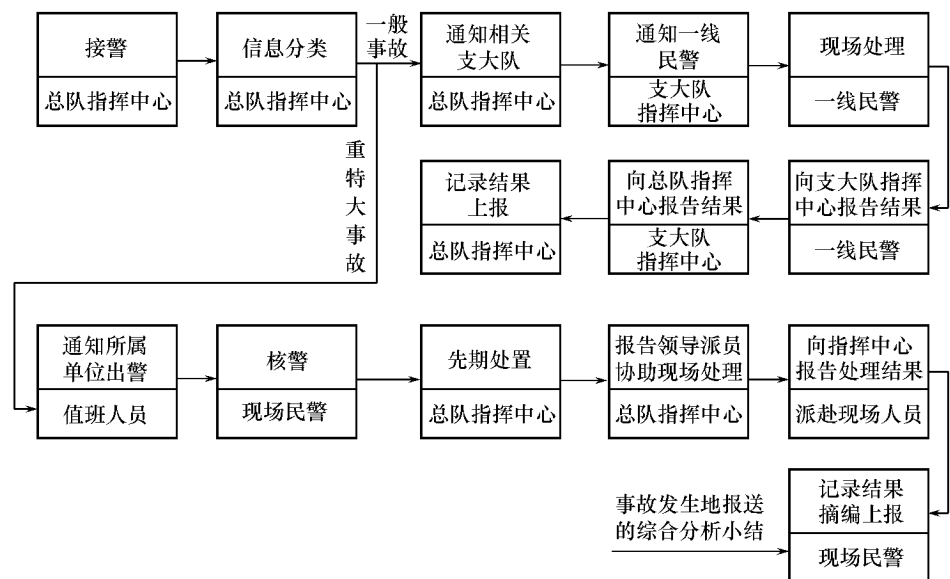 接警
总队指挥中心
信息分类
总队指挥中心
一般
事故
通知相关
支大队
总队指挥中心
通知一线
民警
支大队
指挥中心
现场处理
一线民警
重
特
大
事
故
记录结果
上报
总队指挥中心
向总队指挥
中心报告结果
支大队
指挥中心
向支大队指挥
中心报告结果
一线民警
通知所属
单位出警
值班人员
核警
现场民警
先期处置
总队指挥中心
报告领导派员
协助现场处理
总队指挥中心
向指挥中心
报告处理结果
派赴现场人员
事故发生地报送
的综合分析小结
记录结果
摘编上报
现场民警